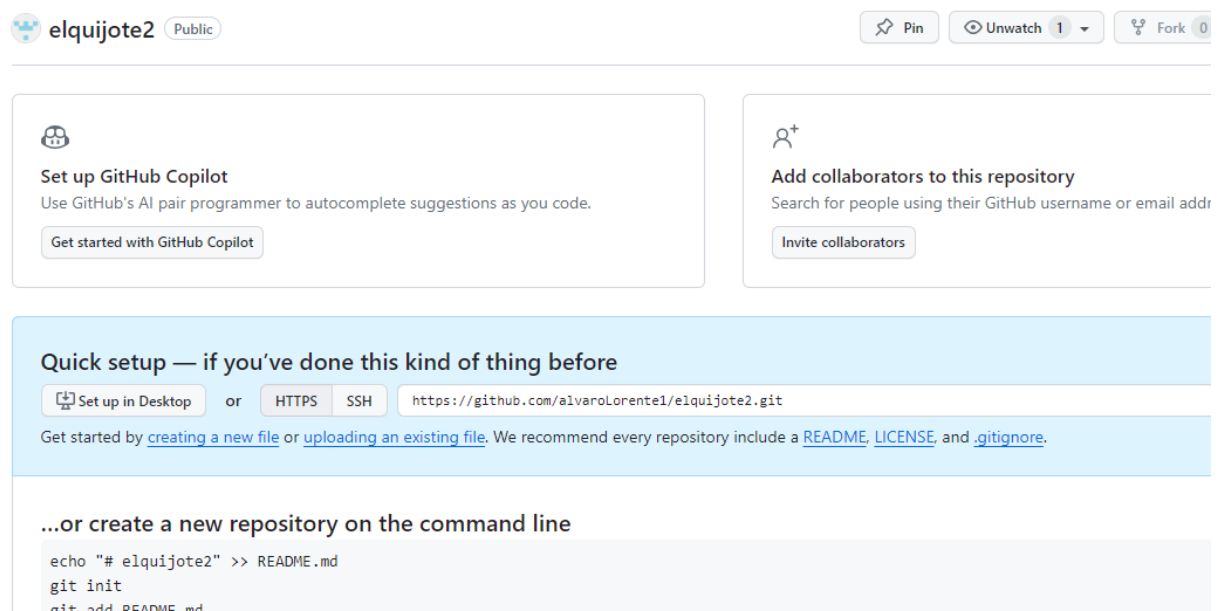 elquijote2 Public Pin Unwatch 1 Fork 0
Set up GitHub Copilot
Use GitHub's AI pair programmer to autocomplete suggestions as you code.
Get started with GitHub Copilot
Add collaborators to this repository
Search for people using their GitHub username or email addr
Invite collaborators
Quick setup — if you’ve done this kind of thing before
Set up in Desktop or HTTPS SSH https://github.com/alvaroLorente1/elquijote2.git
Get started by creating a new file or uploading an existing file. We recommend every repository include a README, LICENSE, and .gitignore.
…or create a new repository on the command line
echo "# elquijote2" >> README.md
git init
git add README.md